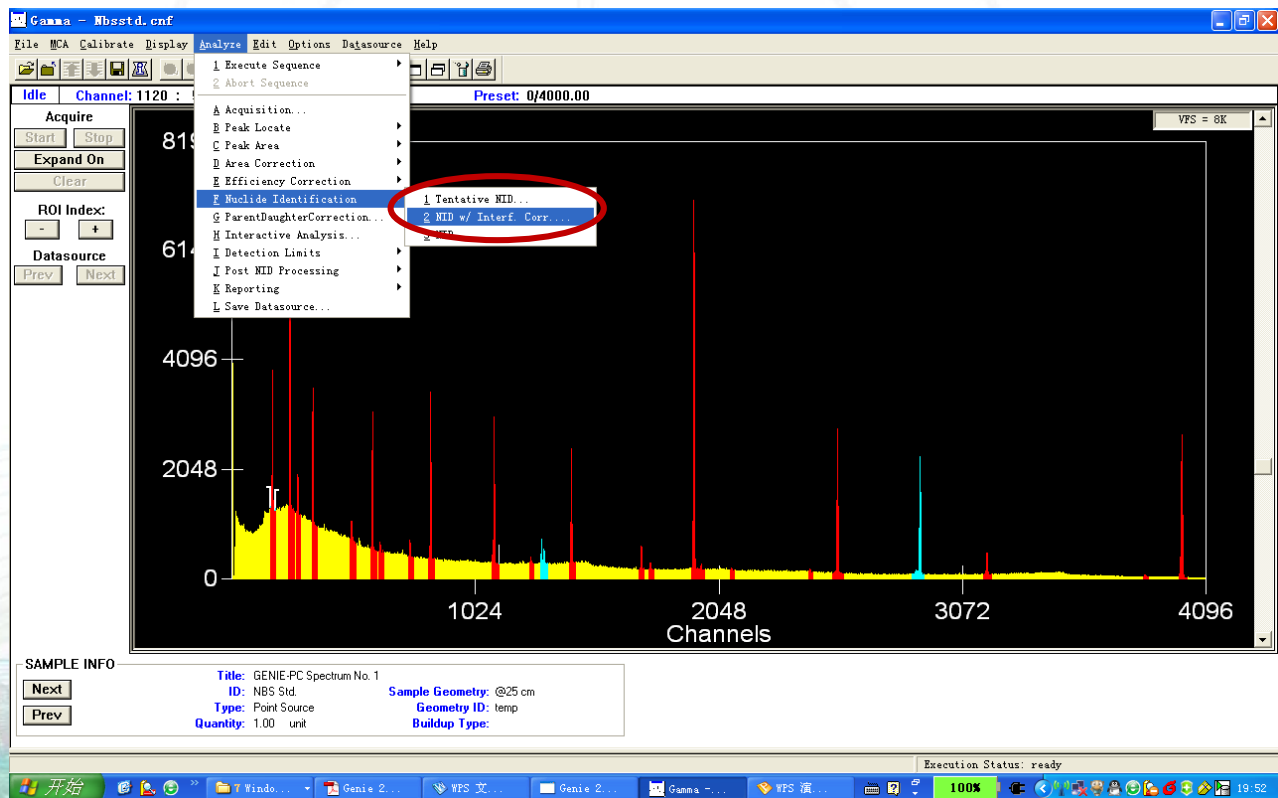 Gamma - Nbsstd.cnf
File MCA Calibrate Display Analyze Edit Options Datasource Help
Idle Channel: 1120 : Preset: 0/4000.00
Acquire
Start Stop
Expand On
Clear
ROI Index:
- +
Datasource
Prev Next
1 Execute Sequence
2 Abort Sequence
A Acquisition...
B Peak Locate
C Peak Area
D Area Correction
E Efficiency Correction
F Nuclide Identification
G ParentDaughterCorrection...
H Interactive Analysis...
I Detection Limits
J Post NID Processing
K Reporting
L Save Datasource...
1 Tentative NID...
2 NID w/ Interf. Corr....
3 NID
VFS = 8K
819
614
4096
2048
0
1024 2048 3072 4096
Channels
SAMPLE INFO
Next
Prev
Title: GENIE-PC Spectrum No. 1
ID: NBS Std. Sample Geometry: @25 cm
Type: Point Source Geometry ID: temp
Quantity: 1.00 unit Buildup Type:
Execution Status: ready
开始 7 Windo... Genie 2... WPS 文... Genie 2... Gamma -... WPS 演... 100% 19:52